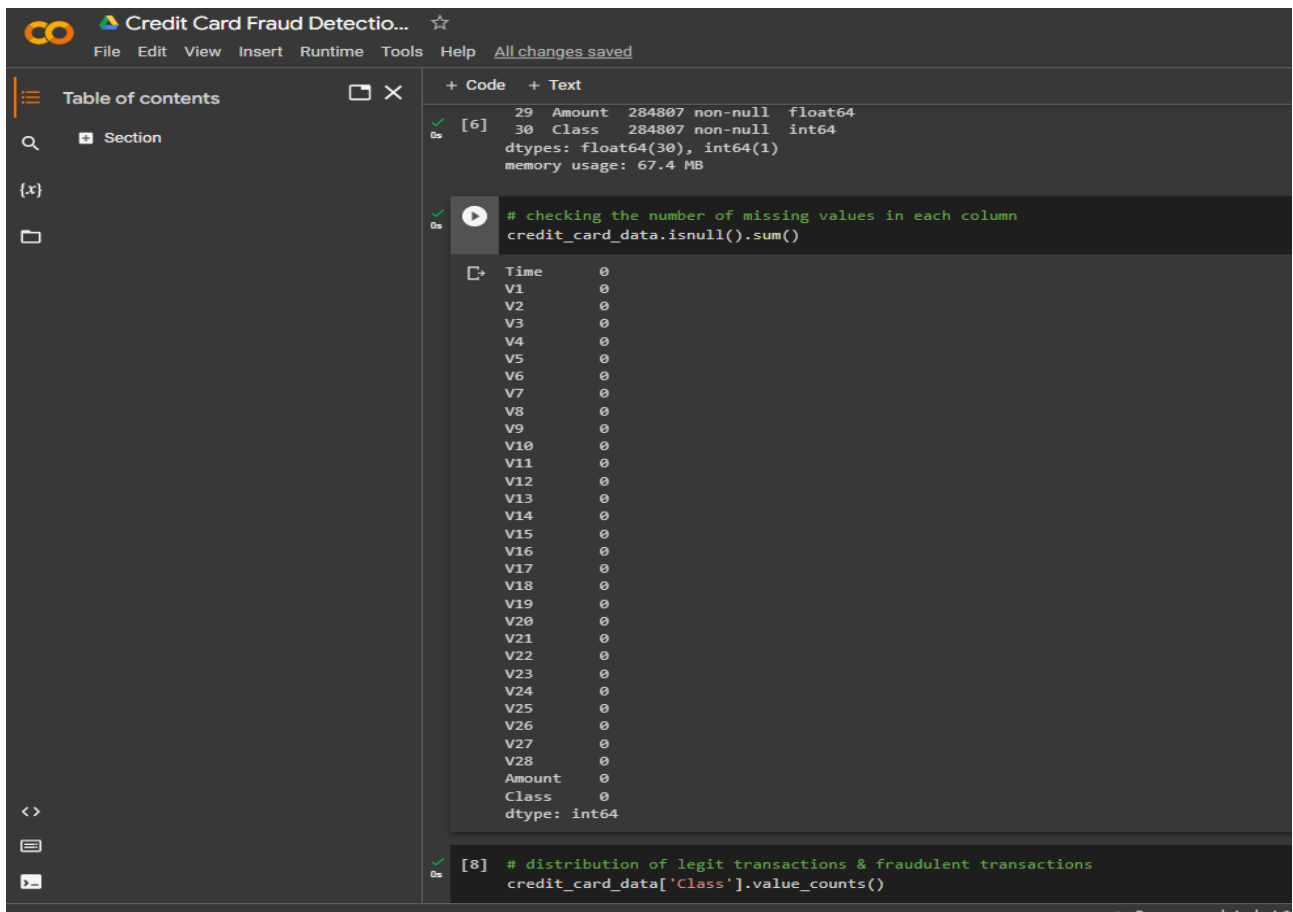 CO Credit Card Fraud Detectio...
File Edit View Insert Runtime Tools Help All changes saved
Table of contents
Section
{x}
<>
+ Code + Text
29 Amount 284807 non-null float64
[6] 30 Class 284807 non-null int64
0s
dtypes: float64(30), int64(1)
memory usage: 67.4 MB
# checking the number of missing values in each column
0s
credit_card_data.isnull().sum()
Time 0
V1 0
V2 0
V3 0
V4 0
V5 0
V6 0
V7 0
V8 0
V9 0
V10 0
V11 0
V12 0
V13 0
V14 0
V15 0
V16 0
V17 0
V18 0
V19 0
V20 0
V21 0
V22 0
V23 0
V24 0
V25 0
V26 0
V27 0
V28 0
Amount 0
Class 0
dtype: int64
[8] # distribution of legit transactions & fraudulent transactions
0s
credit_card_data['Class'].value_counts()